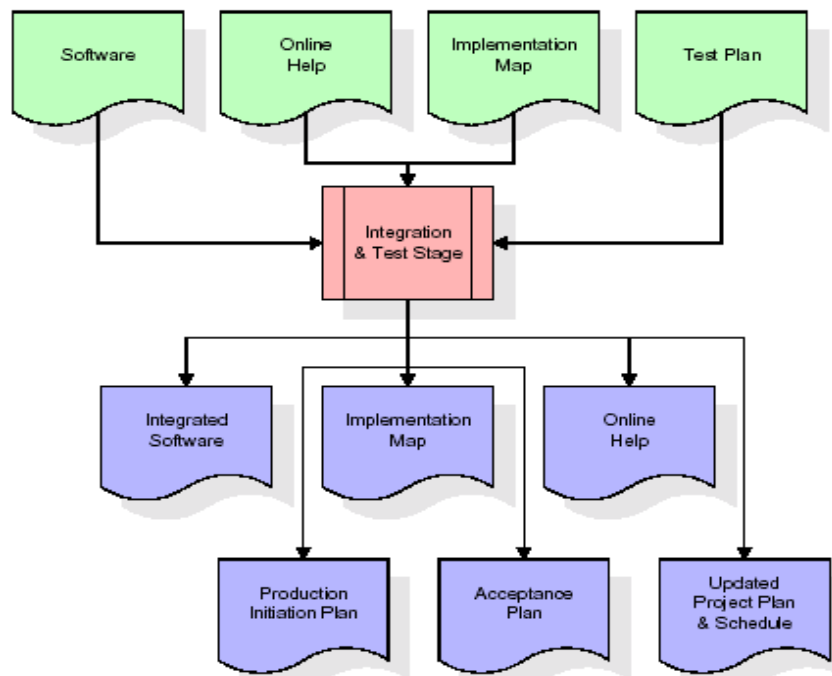 Software
Online
Help
Implementation
Map
Test Plan
Integration
& Test Stage
Integrated
Software
Implementation
Map
Online
Help
Production
Initiation Plan
Acceptance
Plan
Updated
Project Plan
& Schedule